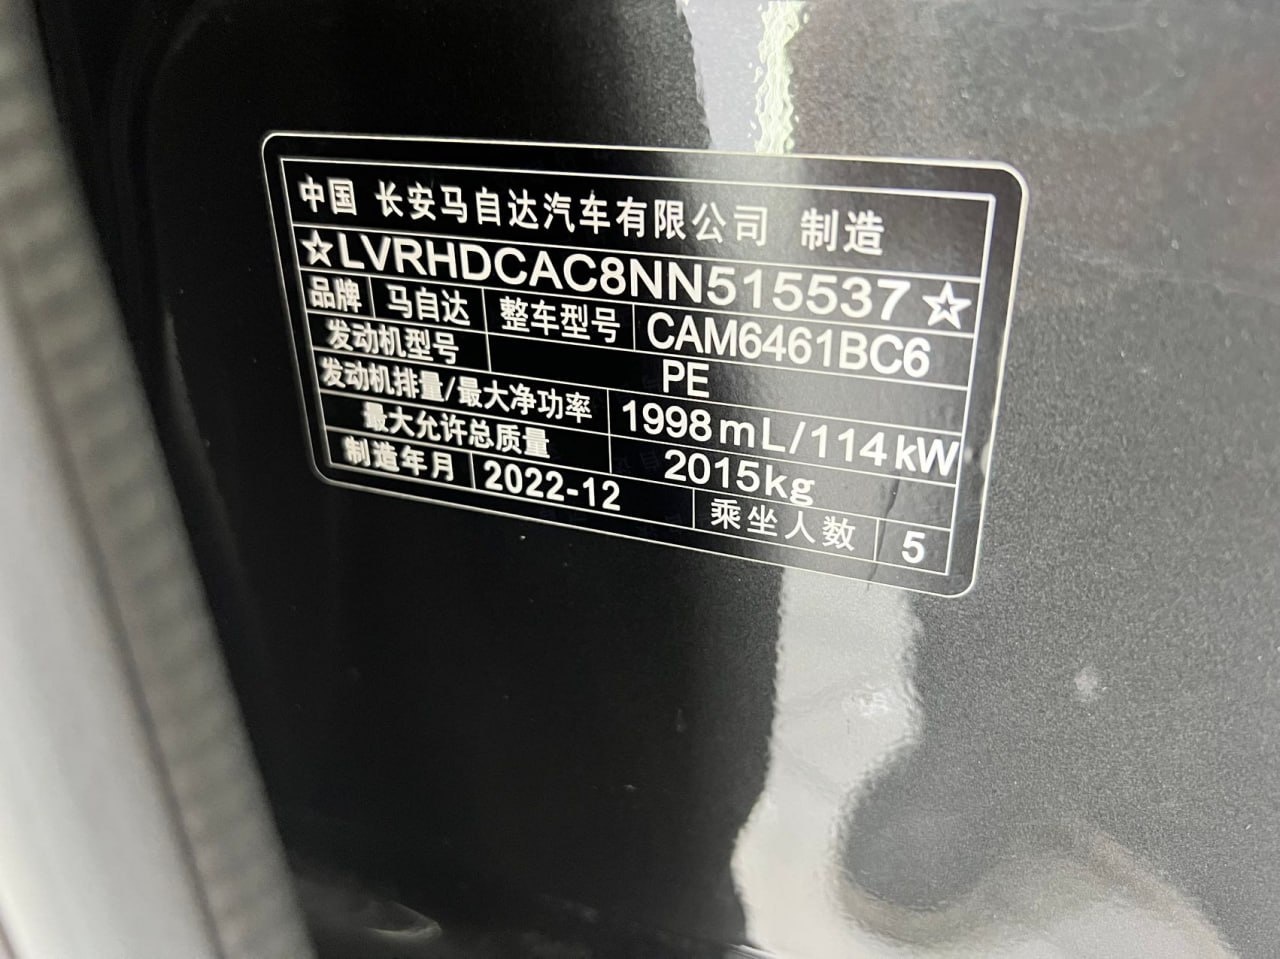 中国 长安马自达汽车有限公司 制造
☆LVRHDCAC8NN515537☆
品牌 马自达 整车型号 CAM6461BC6
发动机型号 PE
发动机排量/最大净功率 1998mL/114kW
最大允许总质量 2015kg
制造年月 2022-12 乘坐人数 5